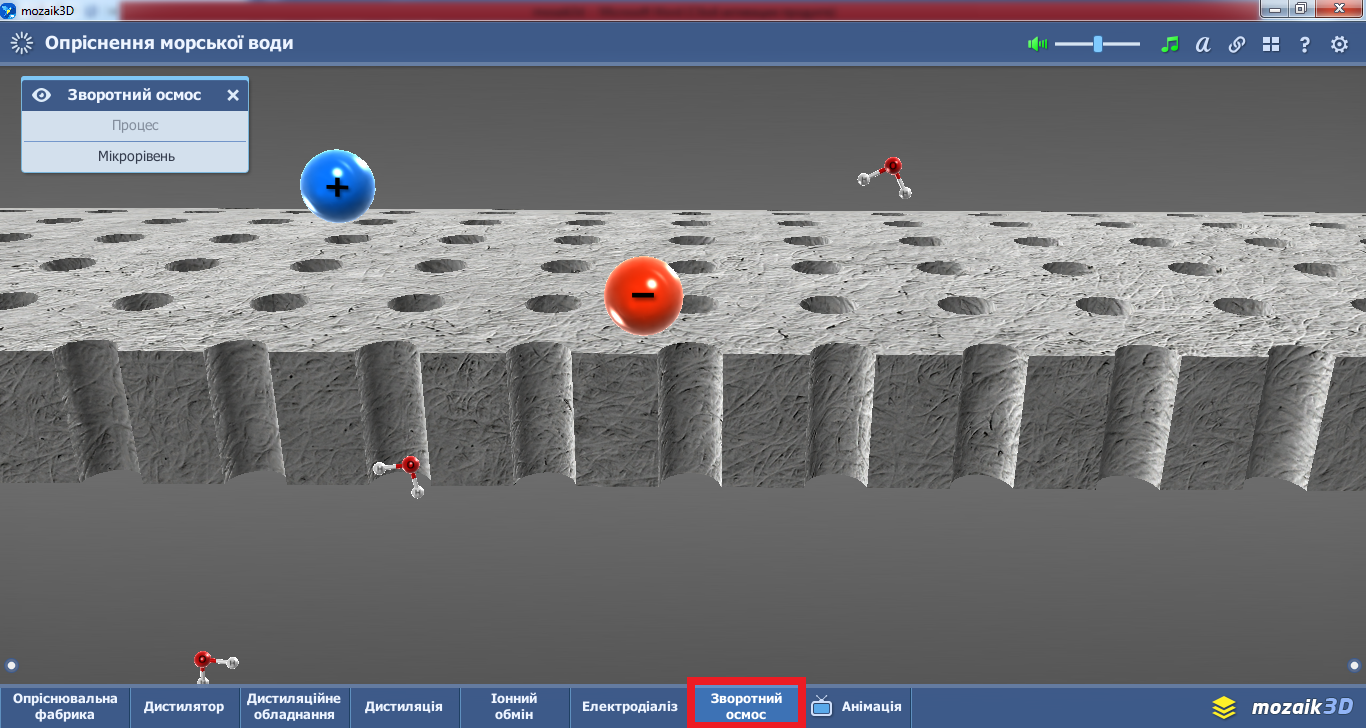 mozaik3D
Опріснення морської води
a
?
Зворотний осмос
Процес
Мікрорівень
+
−
Опріснювальна
фабрика
Дистилятор
Дистиляційне
обладнання
Дистиляція
Іонний
обмін
Електродіаліз
Зворотний
осмос
Анімація
mozaik3D